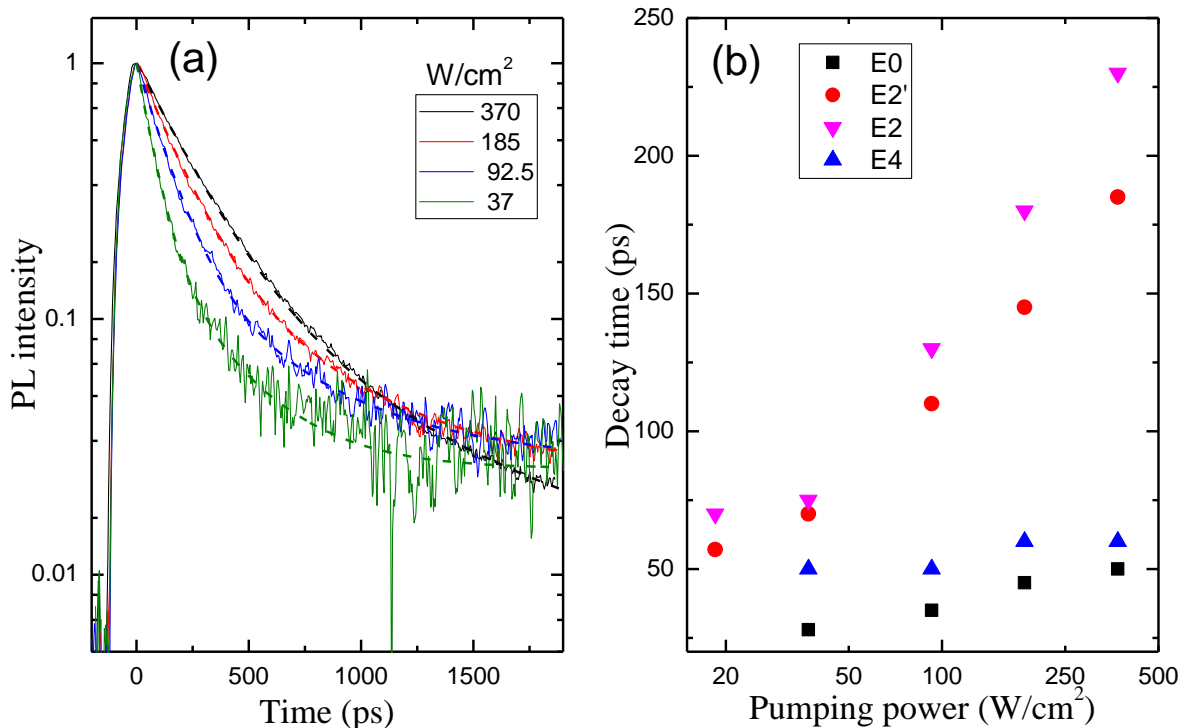 (a)
W/cm²
370
185
92.5
37
1
0.1
0.01
PL intensity
0
500
1000
1500
Time (ps)
(b)
E0
E2'
E2
E4
250
200
150
100
50
Decay time (ps)
20
50
100
250
500
Pumping power (W/cm²)